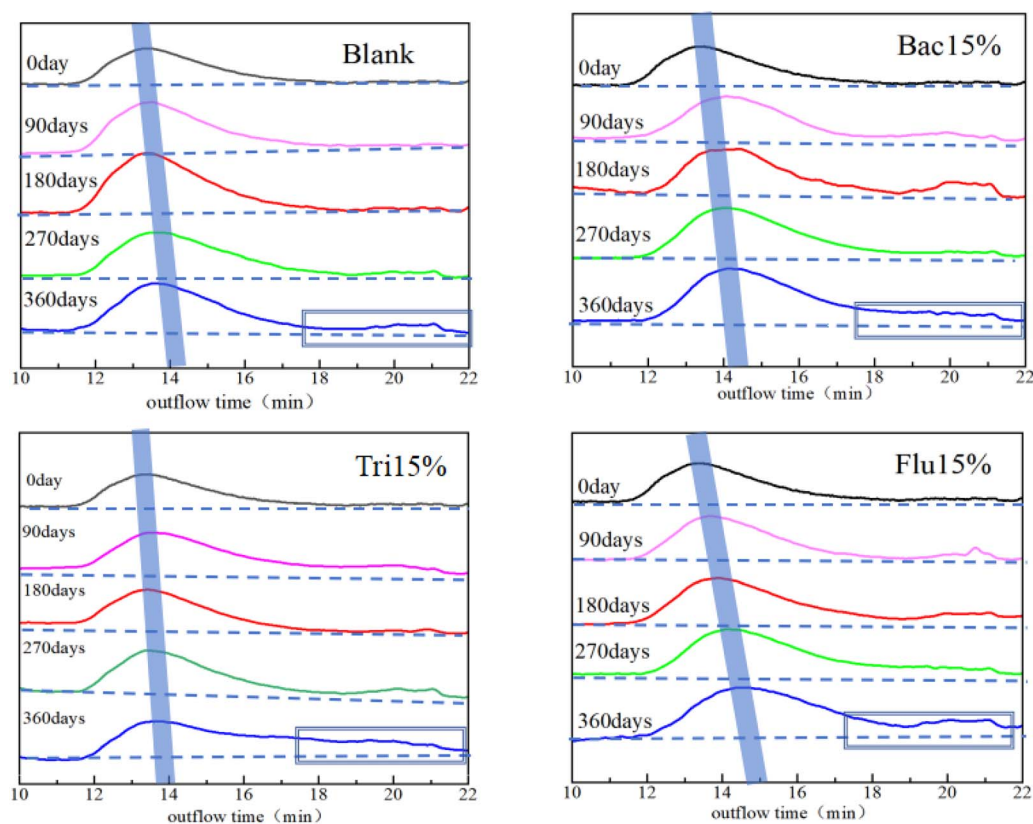 Blank
0day
90days
180days
270days
360days
10 12 14 16 18 20 22
outflow time（min）
Bac15%
0day
90days
180days
270days
360days
10 12 14 16 18 20 22
outflow time（min）
Tri15%
0day
90days
180days
270days
360days
10 12 14 16 18 20 22
outflow time（min）
Flu15%
0day
90days
180days
270days
360days
10 12 14 16 18 20 22
outflow time（min）